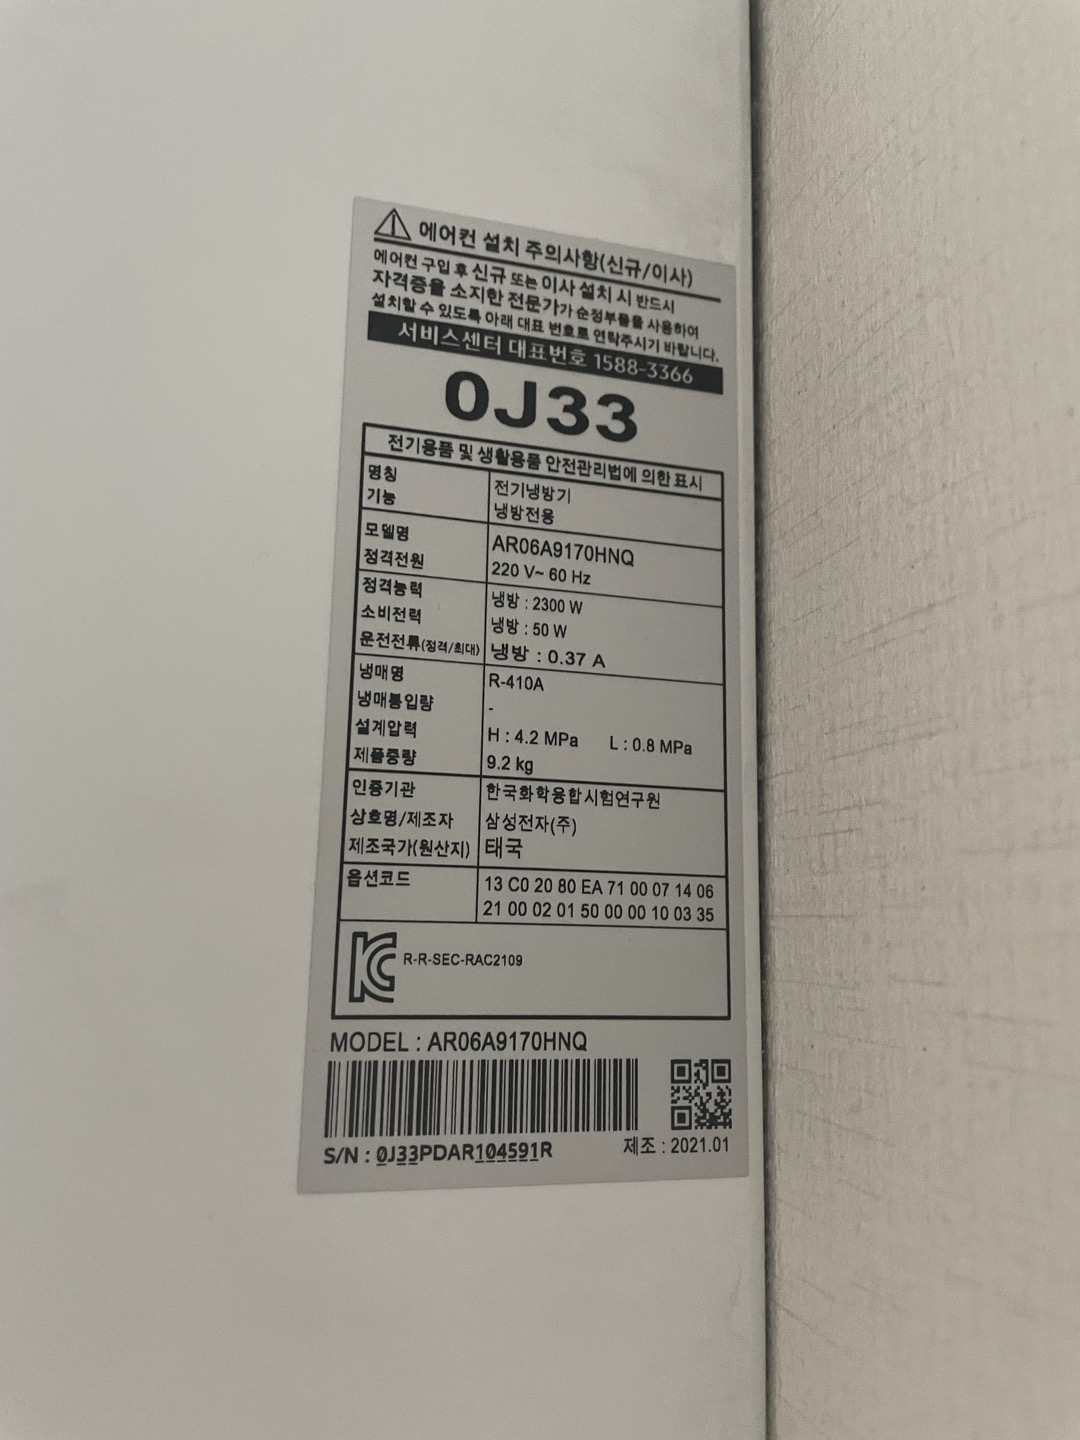 에어컨 설치 주의사항(신규/이사)
에어컨 구입 후 신규 또는 이사 설치 시 반드시
자격증을 소지한 전문가가 순정부품을 사용하여
설치할 수 있도록 아래 대표 번호로 연락주시기 바랍니다.
서비스센터 대표번호 1588-3366
0J33
전기용품 및 생활용품 안전관리법에 의한 표시
명칭 전기냉방기
기능 냉방전용
모델명 AR06A9170HNQ
정격전원 220 V~ 60 Hz
정격능력 냉방 : 2300 W
소비전력 냉방 : 50 W
운전전류(정격/최대) 냉방 : 0.37 A
냉매명 R-410A
냉매봉입량 -
설계압력 H : 4.2 MPa L : 0.8 MPa
제품중량 9.2 kg
인증기관 한국화학융합시험연구원
상호명/제조자 삼성전자(주)
제조국가(원산지) 태국
옵션코드 13 C0 20 80 EA 71 00 07 14 06
21 00 02 01 50 00 00 10 03 35
R-R-SEC-RAC2109
MODEL : AR06A9170HNQ
S/N : 0J33PDAR104591R
제조 : 2021.01